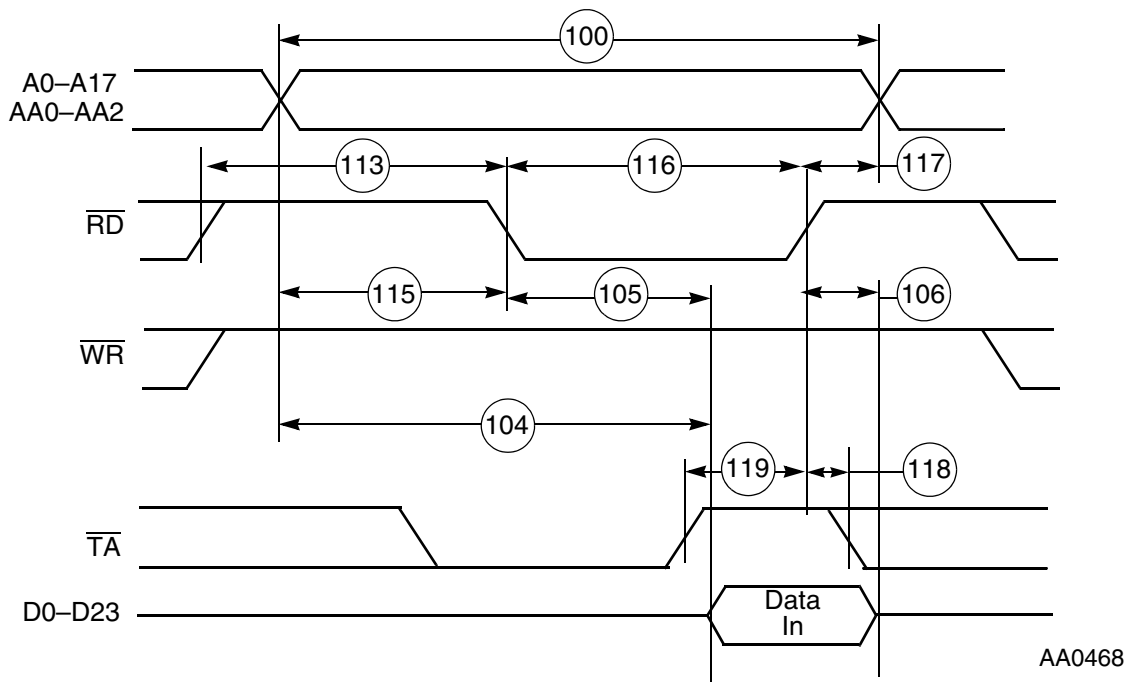 100
A0–A17
AA0–AA2
113
116
117
RD
115
105
106
WR
104
119
118
TA
D0–D23
Data
In
AA0468